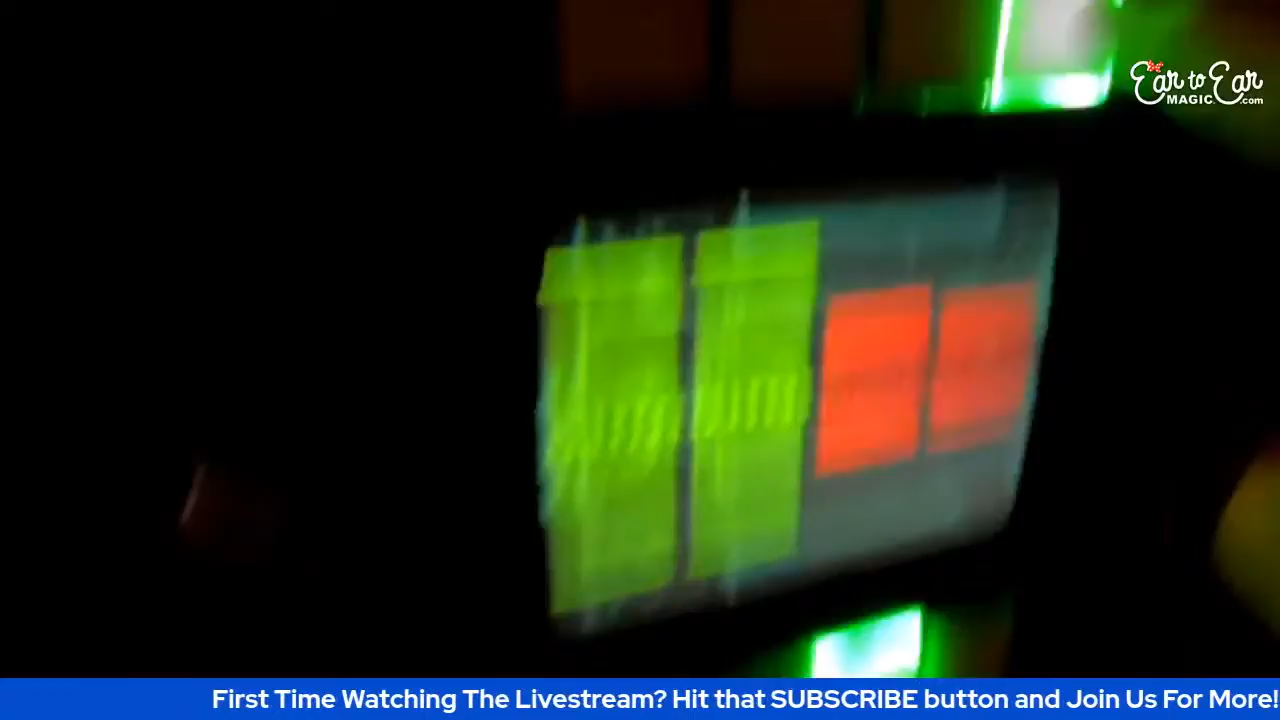 Ear to Ear
MAGIC.com
First Time Watching The Livestream? Hit that SUBSCRIBE button and Join Us For More!